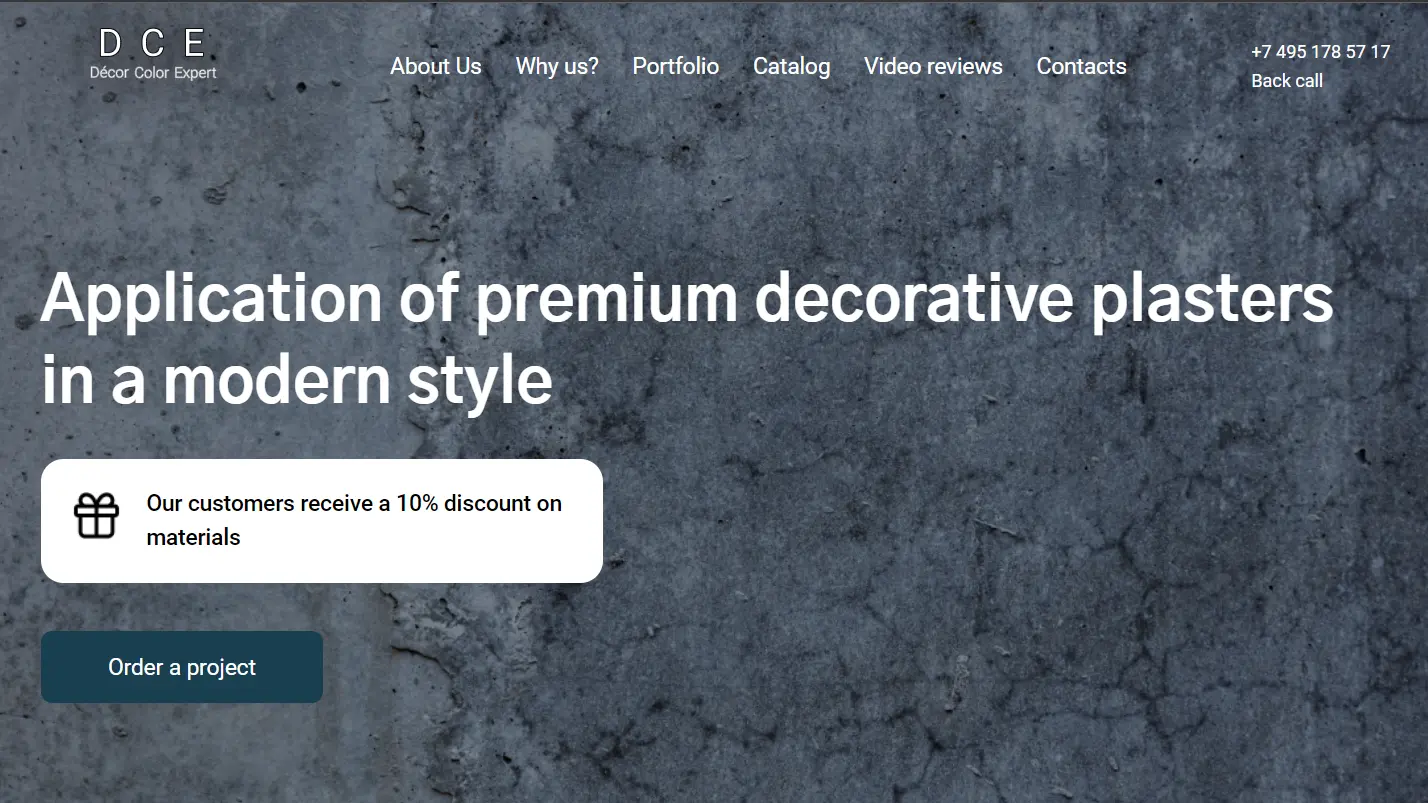 D C E
Décor Color Expert
About Us
Why us?
Portfolio
Catalog
Video reviews
Contacts
+7 495 178 57 17
Back call
Application of premium decorative plasters
in a modern style
Our customers receive a 10% discount on
materials
Order a project